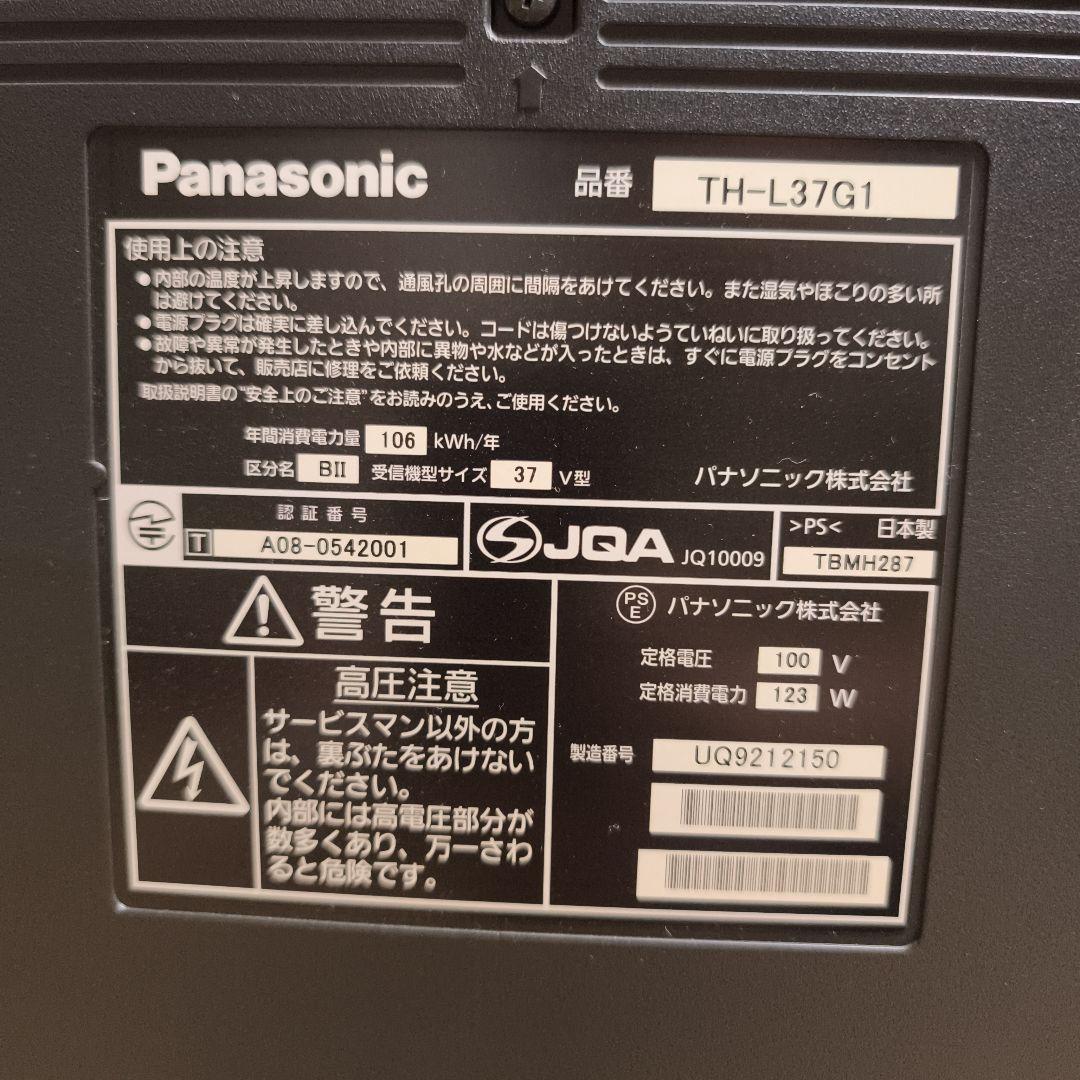 Panasonic 品番 TH-L37G1
使用上の注意
●内部の温度が上昇しますので、通風孔の周囲に間隔をあけてください。また湿気やほこりの多い所
は避けてください。
●電源プラグは確実に差し込んでください。コードは傷つけないようていねいに取り扱ってください。
●故障や異常が発生したときや内部に異物や水などが入ったときは、すぐに電源プラグをコンセント
から抜いて、販売店に修理をご依頼ください。
取扱説明書の"安全上のご注意"をお読みのうえ、ご使用ください。
年間消費電力量 106 kWh/年
区分名 BII 受信機型サイズ 37 V型 パナソニック株式会社
認証番号
T A08-0542001
JQA JQ10009
>PS< 日本製
TBMH287
警告
高圧注意
サービスマン以外の方
は、裏ぶたをあけない
でください。
内部には高電圧部分が
数多くあり、万一さわ
ると危険です。
PSE パナソニック株式会社
定格電圧 100 V
定格消費電力 123 W
製造番号 UQ9212150